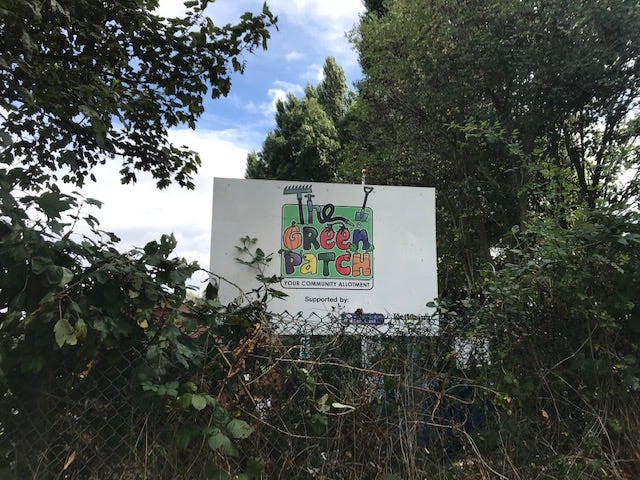 The
GReen
PatCH
YOUR COMMUNITY ALLOTMENT
Supported by: